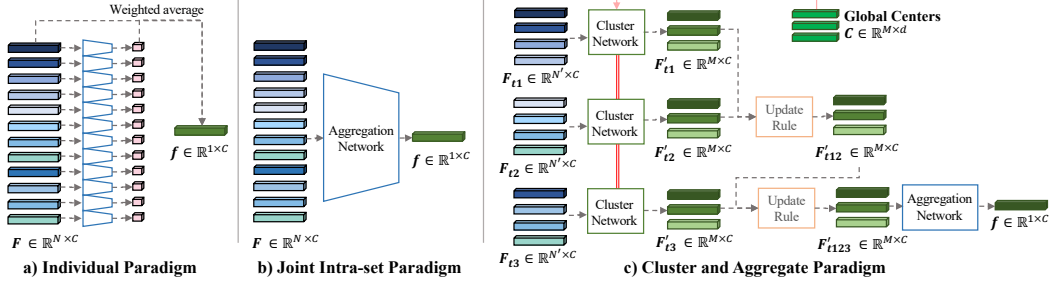 Weighted average
f ∈ ℝ^{1×C}
F ∈ ℝ^{N×C}
a) Individual Paradigm
Aggregation
Network
f ∈ ℝ^{1×C}
F ∈ ℝ^{N×C}
b) Joint Intra-set Paradigm
Cluster
Network
F_{t1} ∈ ℝ^{N'×C}
F'_{t1} ∈ ℝ^{M×C}
Global Centers
C ∈ ℝ^{M×d}
Cluster
Network
F_{t2} ∈ ℝ^{N'×C}
F'_{t2} ∈ ℝ^{M×C}
Update
Rule
F'_{t12} ∈ ℝ^{M×C}
Cluster
Network
F_{t3} ∈ ℝ^{N'×C}
F'_{t3} ∈ ℝ^{M×C}
Update
Rule
F'_{t123} ∈ ℝ^{M×C}
Aggregation
Network
f ∈ ℝ^{1×C}
c) Cluster and Aggregate Paradigm